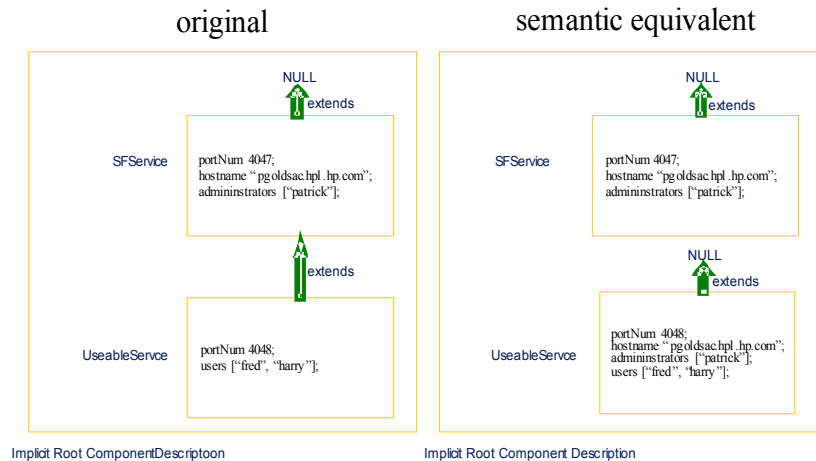 original
NULL
extends
SFService
portNum 4047;
hostname “pgoldsac.hpl.hp.com”;
admininstrators [“patrick”];
extends
UseableServce
portNum 4048;
users [“fred”, “harry”];
Implicit Root ComponentDescriptoon
semantic equivalent
NULL
extends
SFService
portNum 4047;
hostname “pgoldsac.hpl.hp.com”;
admininstrators [“patrick”];
NULL
extends
UseableServce
portNum 4048;
hostname “pgoldsac.hpl.hp.com”;
admininstrators [“patrick”];
users [“fred”, “harry”];
Implicit Root Component Description